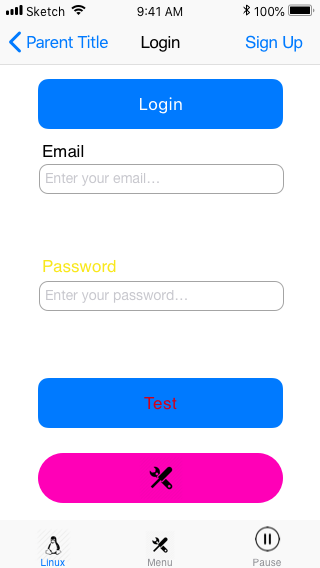 Sketch 9:41 AM 100%
Parent Title Login Sign Up
Login
Email
Enter your email...
Password
Enter your password...
Test
Linux Menu Pause